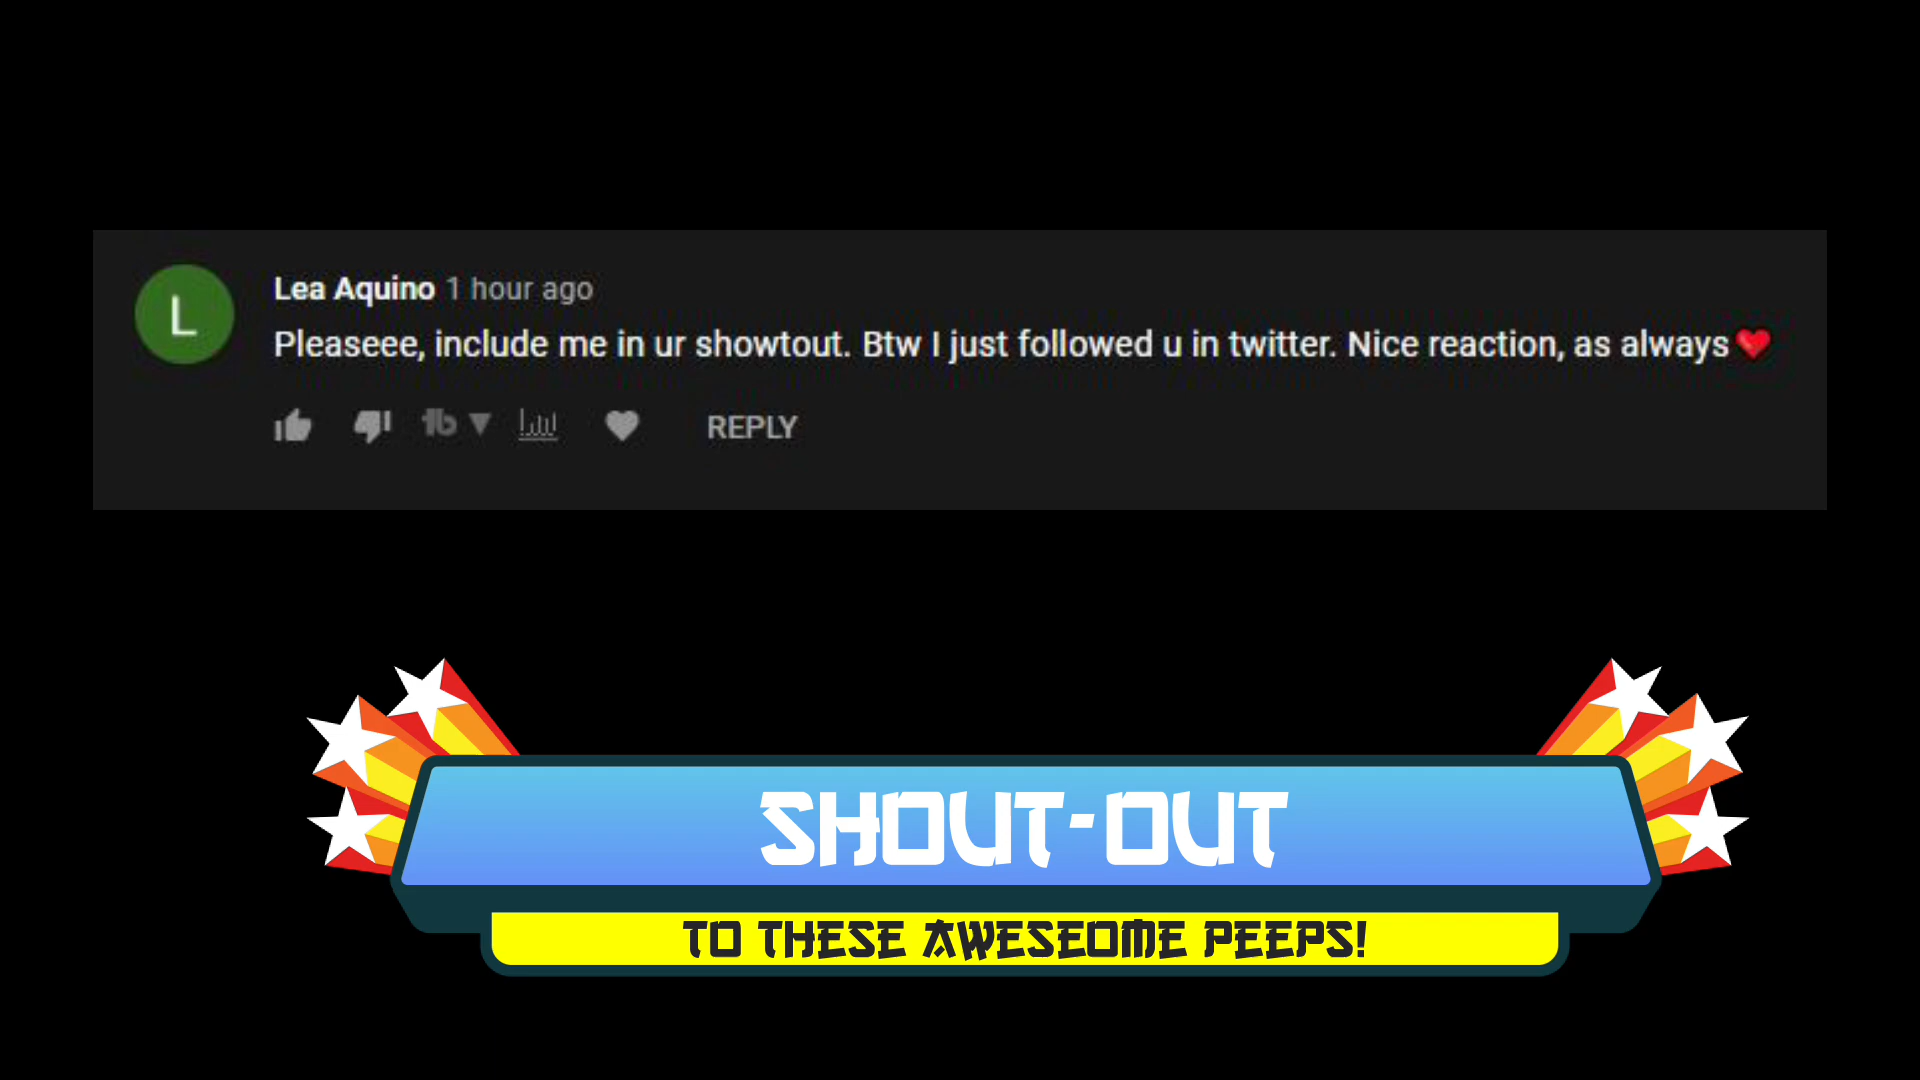 L
Lea Aquino 1 hour ago
Pleaseee, include me in ur showtout. Btw I just followed u in twitter. Nice reaction, as always❤️
tb
REPLY
SHOUT-OUT
TO THESE AWESEOME PEEPS!